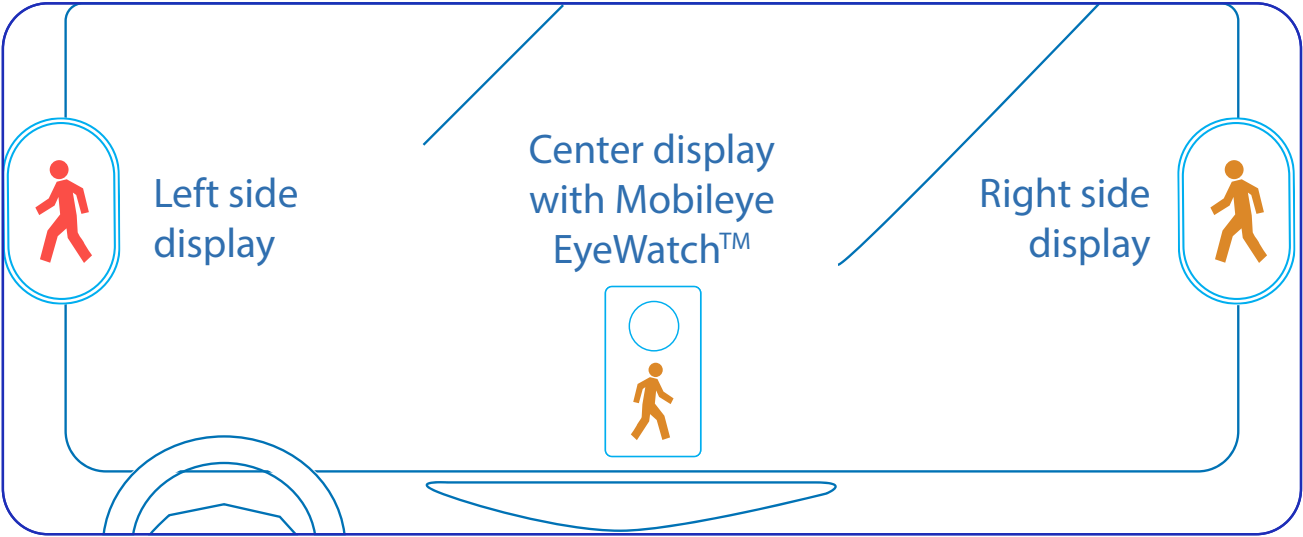 Left side
display
Center display
with Mobileye
EyeWatch™
Right side
display